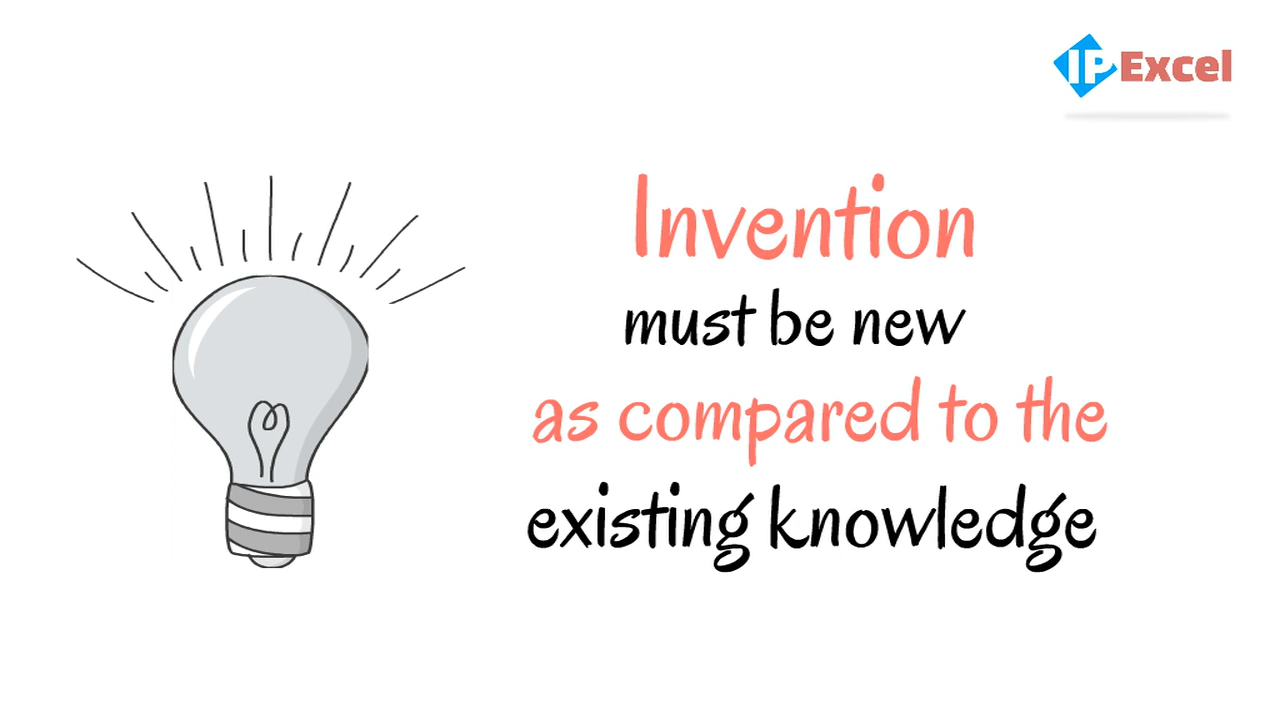 IP Excel
Invention
must be new
as compared to the
existing knowledge